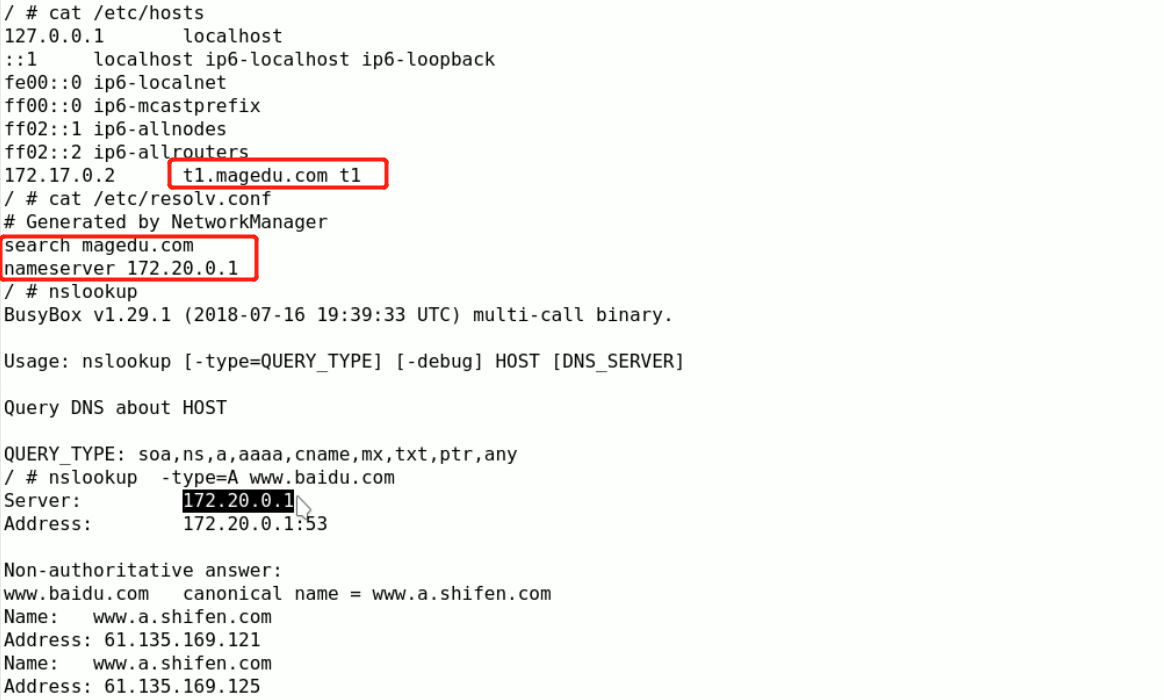 / # cat /etc/hosts
127.0.0.1       localhost
::1     localhost ip6-localhost ip6-loopback
fe00::0 ip6-localnet
ff00::0 ip6-mcastprefix
ff02::1 ip6-allnodes
ff02::2 ip6-allrouters
172.17.0.2      t1.magedu.com t1
/ # cat /etc/resolv.conf
# Generated by NetworkManager
search magedu.com
nameserver 172.20.0.1
/ # nslookup
BusyBox v1.29.1 (2018-07-16 19:39:33 UTC) multi-call binary.
Usage: nslookup [-type=QUERY_TYPE] [-debug] HOST [DNS_SERVER]
Query DNS about HOST
QUERY_TYPE: soa,ns,a,aaaa,cname,mx,txt,ptr,any
/ # nslookup  -type=A www.baidu.com
Server:         172.20.0.1
Address:        172.20.0.1:53
Non-authoritative answer:
www.baidu.com   canonical name = www.a.shifen.com
Name:   www.a.shifen.com
Address: 61.135.169.121
Name:   www.a.shifen.com
Address: 61.135.169.125